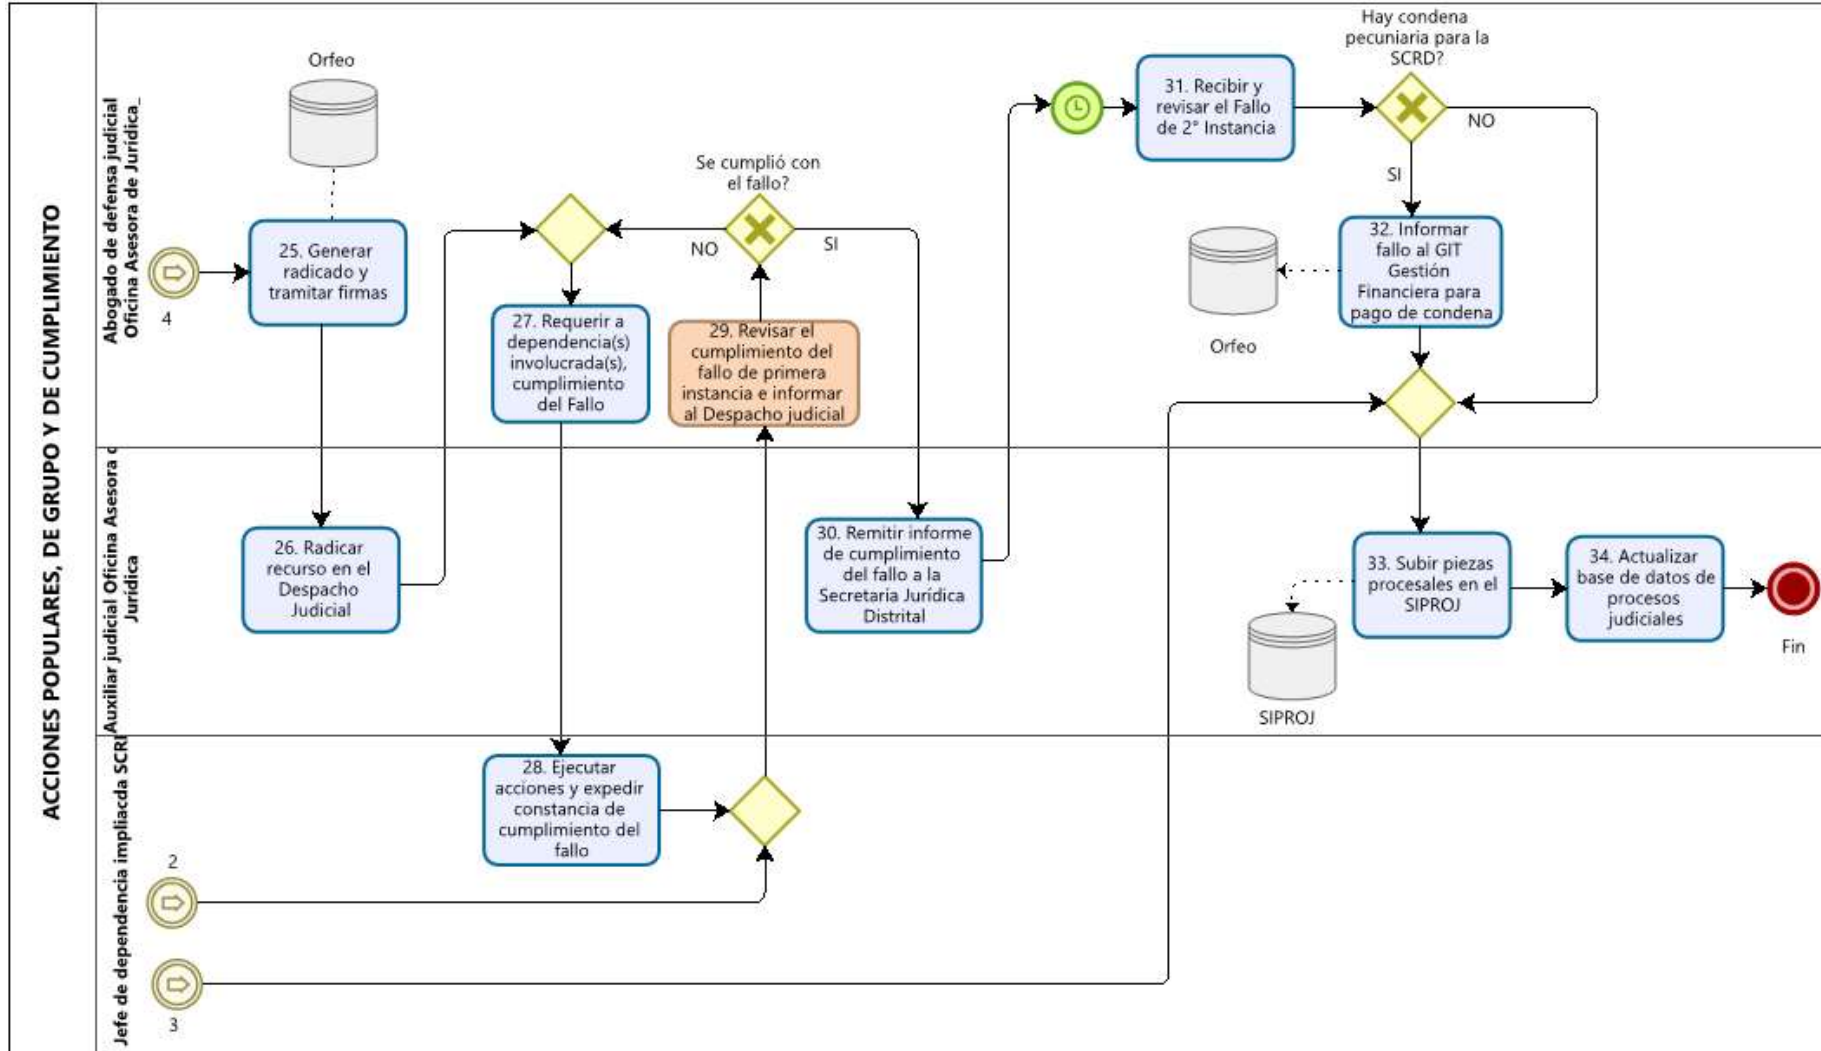 ACCIONES POPULARES, DE GRUPO Y DE CUMPLIMIENTO
Abogado de defensa judicial
Oficina Asesora de Jurídica_
Orfeo
4
25. Generar
radicado y
tramitar firmas
27. Requerir a
dependencia(s)
involucrada(s),
cumplimiento
del Fallo
Se cumplió con
el fallo?
NO
SI
29. Revisar el
cumplimiento del
fallo de primera
instancia e informar
al Despacho judicial
31. Recibir y
revisar el Fallo
de 2° Instancia
Hay condena
pecuniaria para la
SCRD?
NO
SI
32. Informar
fallo al GIT
Gestión
Financiera para
pago de condena
Orfeo
Auxiliar judicial Oficina Asesora d
Jurídica
26. Radicar
recurso en el
Despacho
Judicial
30. Remitir informe
de cumplimiento
del fallo a la
Secretaría Jurídica
Distrital
33. Subir piezas
procesales en el
SIPROJ
SIPROJ
34. Actualizar
base de datos de
procesos
judiciales
Fin
Jefe de dependencia impliacda SCRI
28. Ejecutar
acciones y expedir
constancia de
cumplimiento del
fallo
2
3